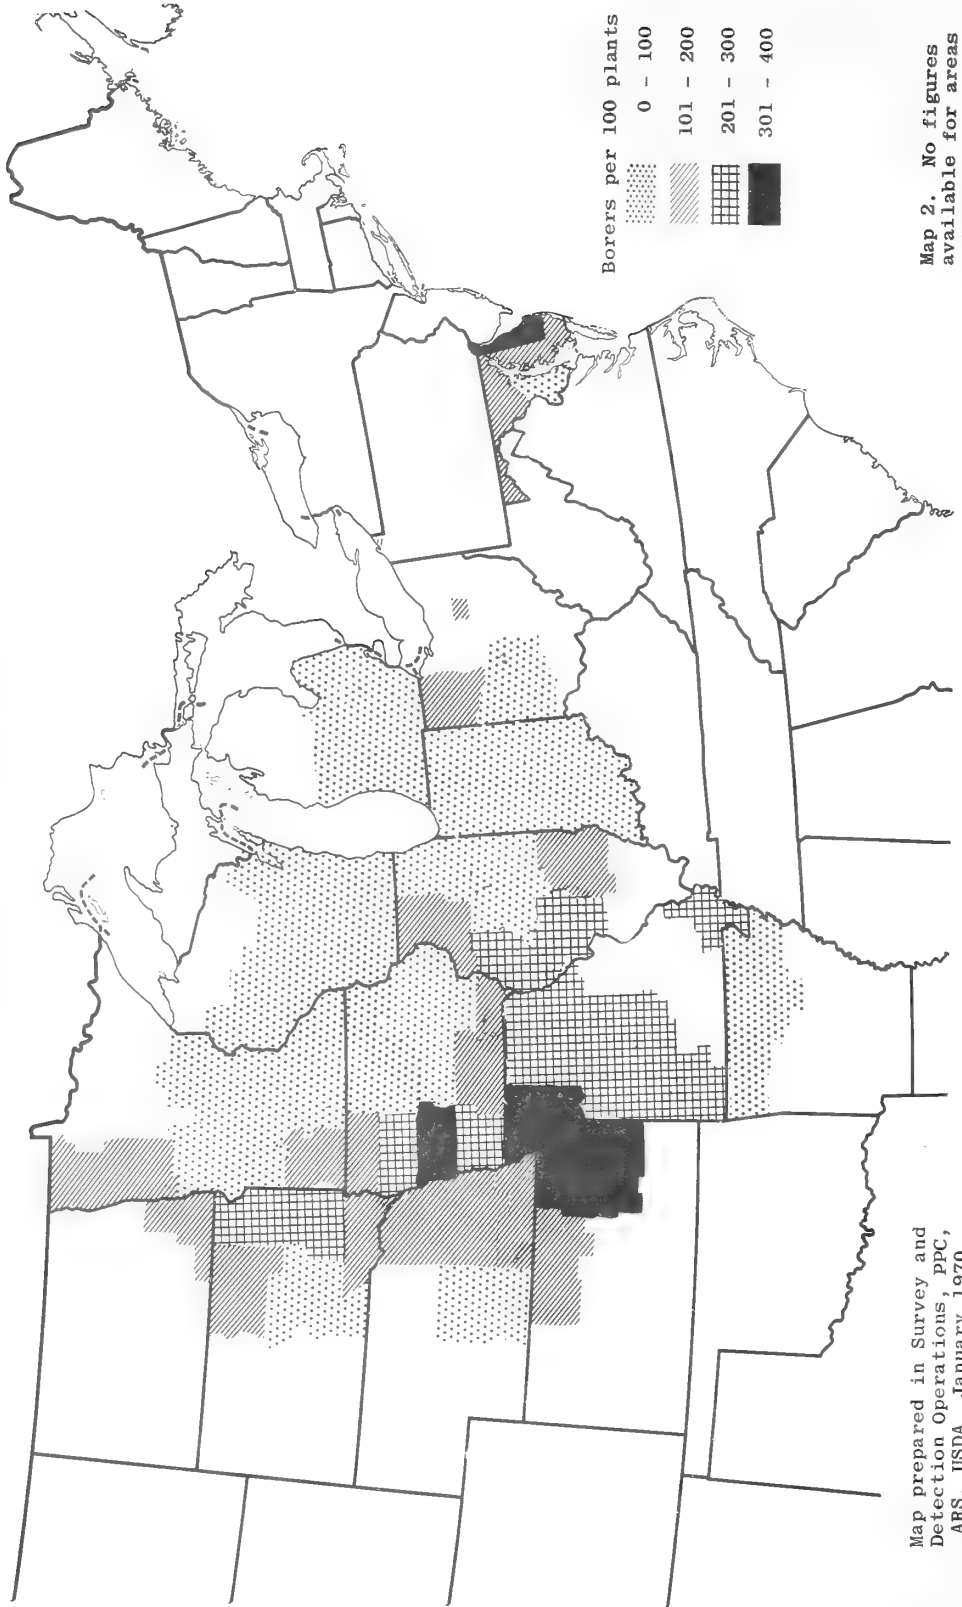 Borers per 100 plants
0 - 100
101 - 200
201 - 300
301 - 400
Map 2. No figures
available for areas
Map prepared in Survey and
Detection Operations, PPC,
ARS, USDA January 1970